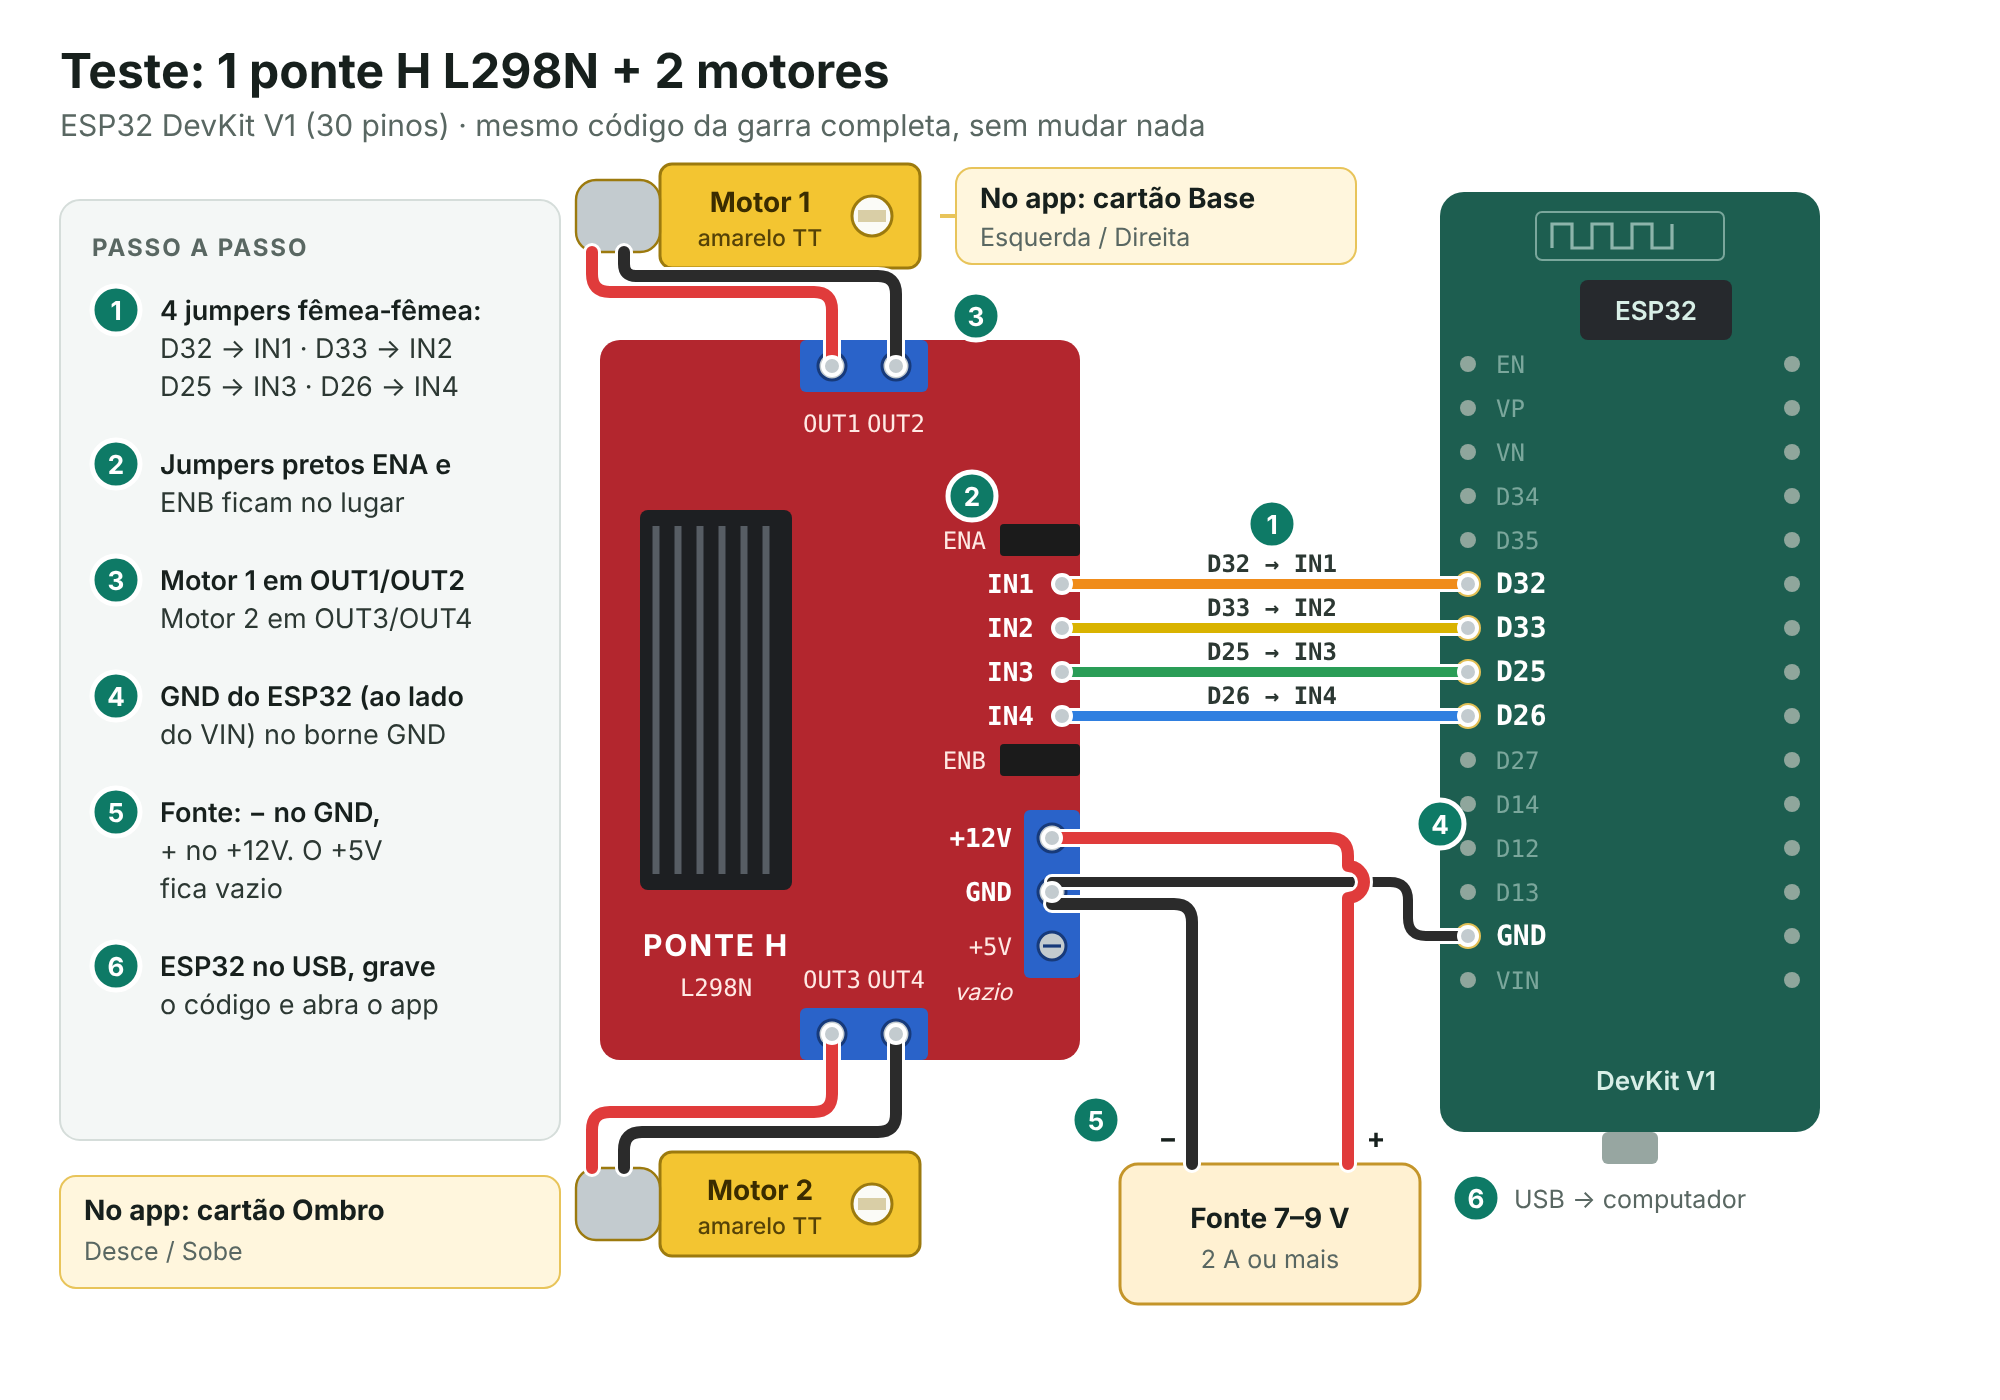 Teste: 1 ponte H L298N + 2 motores
ESP32 DevKit V1 (30 pinos) · mesmo código da garra completa, sem mudar nada
PASSO A PASSO
1 4 jumpers fêmea-fêmea:
D32 → IN1 · D33 → IN2
D25 → IN3 · D26 → IN4
2 Jumpers pretos ENA e
ENB ficam no lugar
3 Motor 1 em OUT1/OUT2
Motor 2 em OUT3/OUT4
4 GND do ESP32 (ao lado
do VIN) no borne GND
5 Fonte: – no GND,
+ no +12V. O +5V
fica vazio
6 ESP32 no USB, grave
o código e abra o app
No app: cartão Ombro
Desce / Sobe
Motor 1
amarelo TT
No app: cartão Base
Esquerda / Direita
3
OUT1 OUT2
2
ENA
IN1
IN2
IN3
IN4
ENB
+12V
GND
+5V
vazio
PONTE H
L298N
OUT3 OUT4
Motor 2
amarelo TT
1
D32 → IN1
D33 → IN2
D25 → IN3
D26 → IN4
4
5
– +
Fonte 7–9 V
2 A ou mais
ESP32
EN
VP
VN
D34
D35
D32
D33
D25
D26
D27
D14
D12
D13
GND
VIN
DevKit V1
6 USB → computador